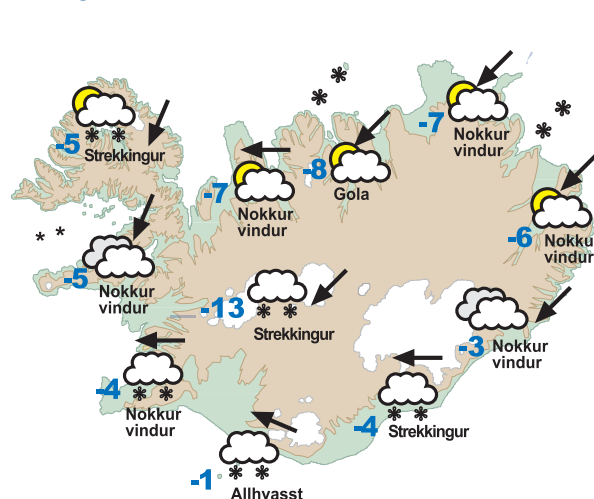 -7
Nokkur
vindur
-5
Strekkingur
-8
Gola
-7
Nokkur
vindur
-6
Nokku
vindur
-5
Nokkur
vindur
-13
Strekkingur
-3
Nokkur
vindur
-4
Nokkur
vindur
-4
Strekkingur
-1
Allhvasst